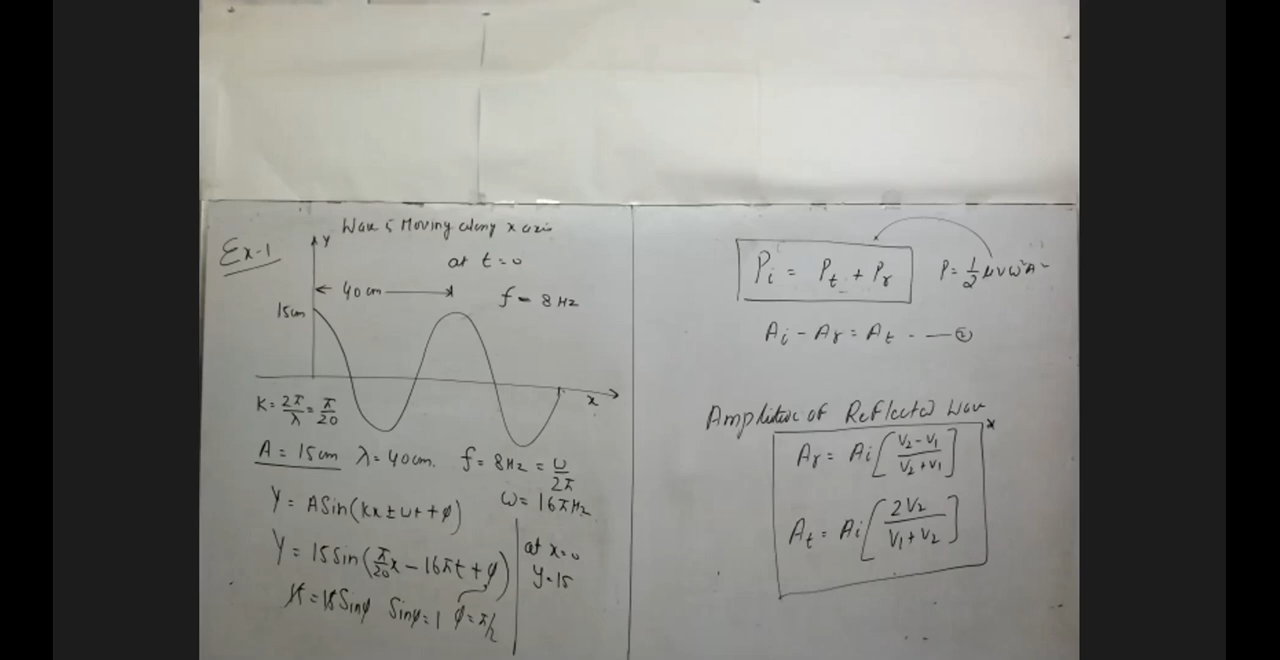 Ex-1
Wave is Moving along x axis
at t=0
Y
← 40 cm →
f = 8 Hz
15cm
x
K = 2π/λ = π/20
A = 15cm λ = 40cm. f = 8Hz = ω/2π
ω = 16π Hz
Y = A Sin(Kx ± ωt + φ)
Y = 15 Sin(π/20 x - 16πt + φ)
at x=0
Y=15
15 = 15 Sinφ Sinφ = 1 φ = π/2
Pi = Pt + Pr
P = 1/2 μvω²A²
Ai - Ar = At - — ②
Amplitude of Reflected Wave
Ar = Ai [V2 - V1 / V2 + V1]
At = Ai [2V2 / V1 + V2]